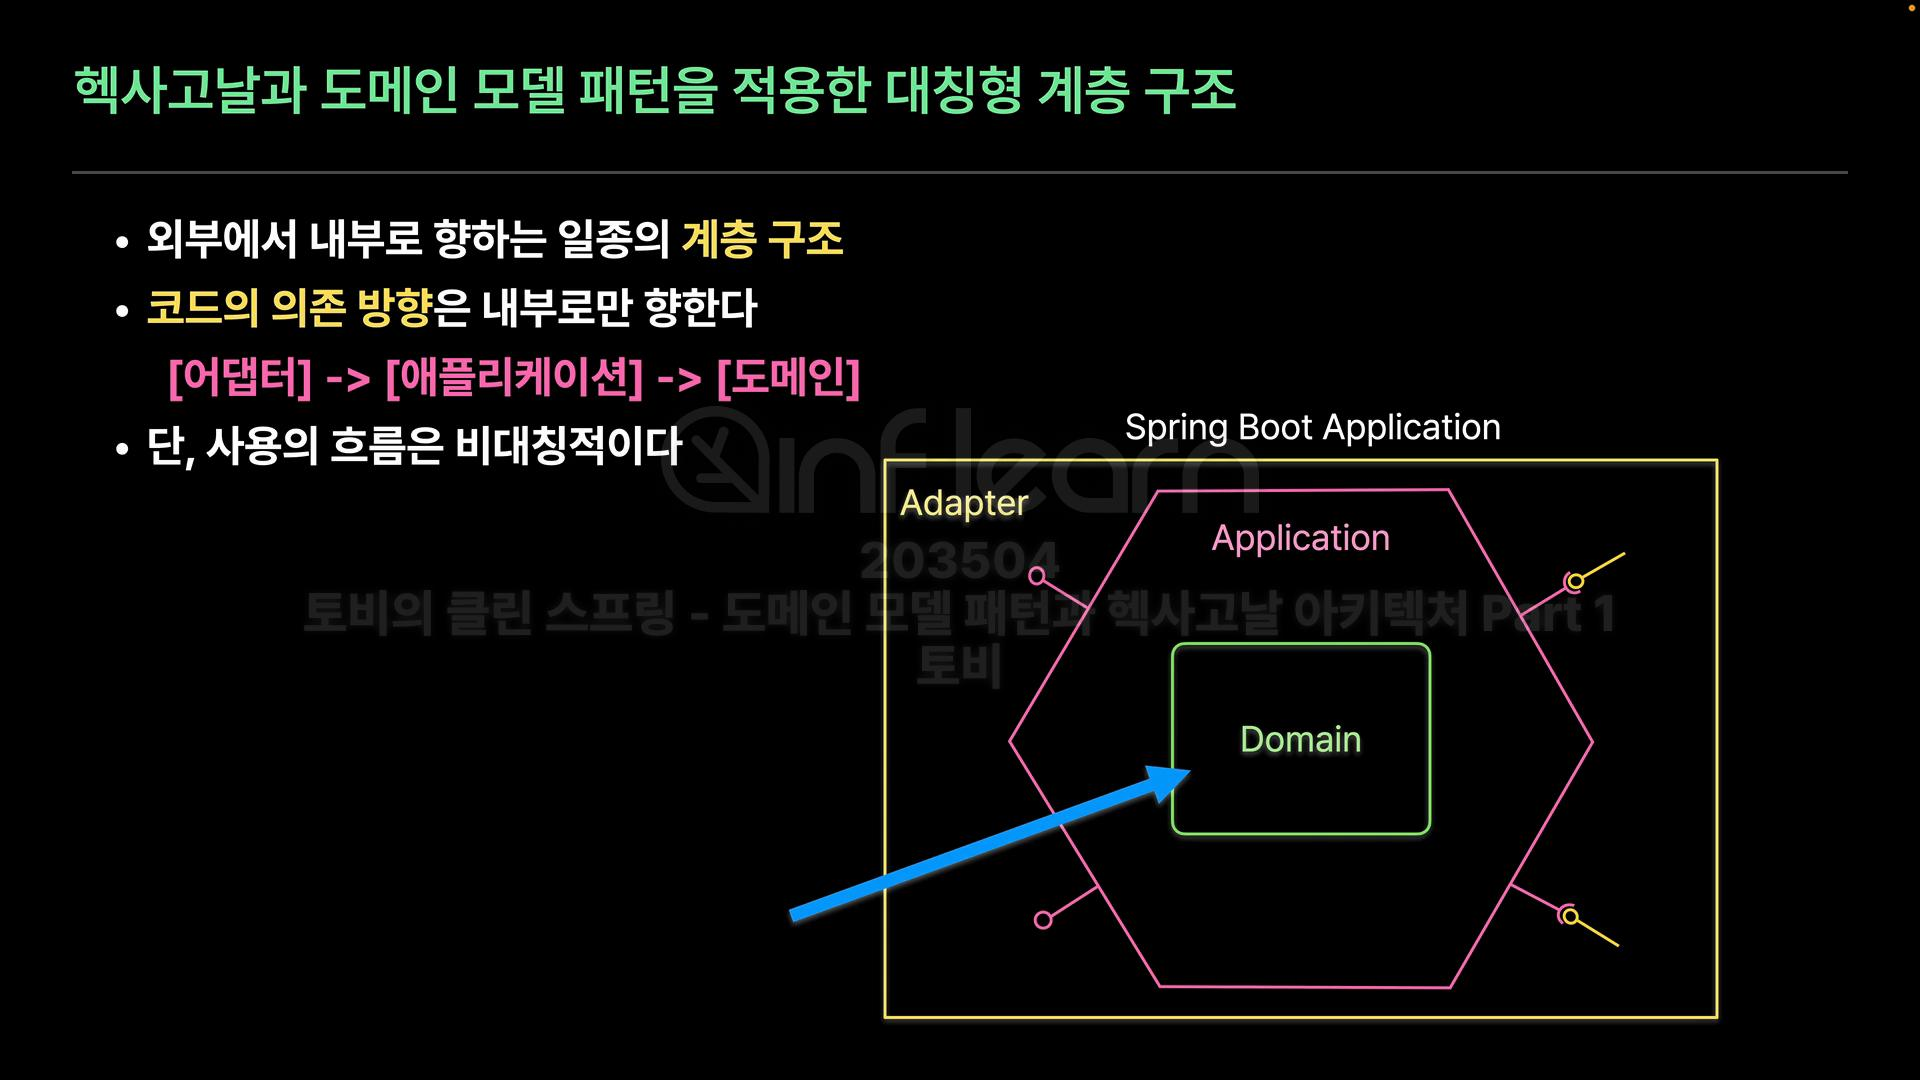 헥사고날과 도메인 모델 패턴을 적용한 대칭형 계층 구조
• 외부에서 내부로 향하는 일종의 계층 구조
• 코드의 의존 방향은 내부로만 향한다
[어댑터] -> [애플리케이션] -> [도메인]
• 단, 사용의 흐름은 비대칭적이다
Spring Boot Application
Adapter
Application
Domain
inflearn
203504
토비의 클린 스프링 - 도메인 모델 패턴과 헥사고날 아키텍처 Part 1
토비